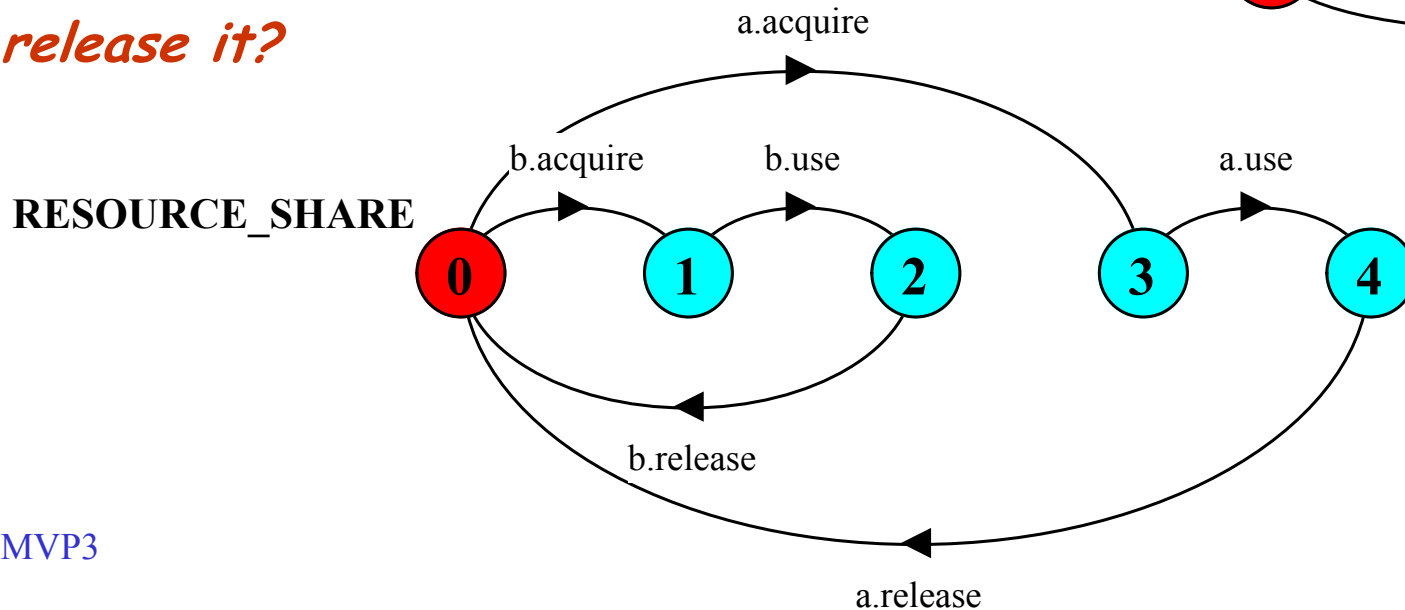 release it?
a.acquire
b.acquire b.use a.use
RESOURCE_SHARE
0 1 2 3 4
b.release
MVP3
a.release